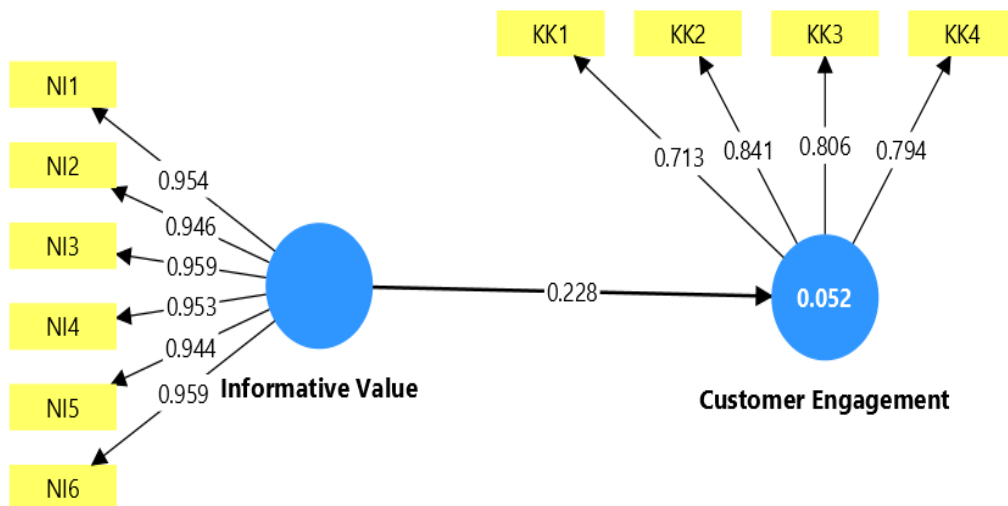 KK1
KK2
KK3
KK4
NI1
NI2
NI3
NI4
NI5
NI6
0.954
0.946
0.959
0.953
0.944
0.959
0.713
0.841
0.806
0.794
0.228
0.052
Informative Value
Customer Engagement